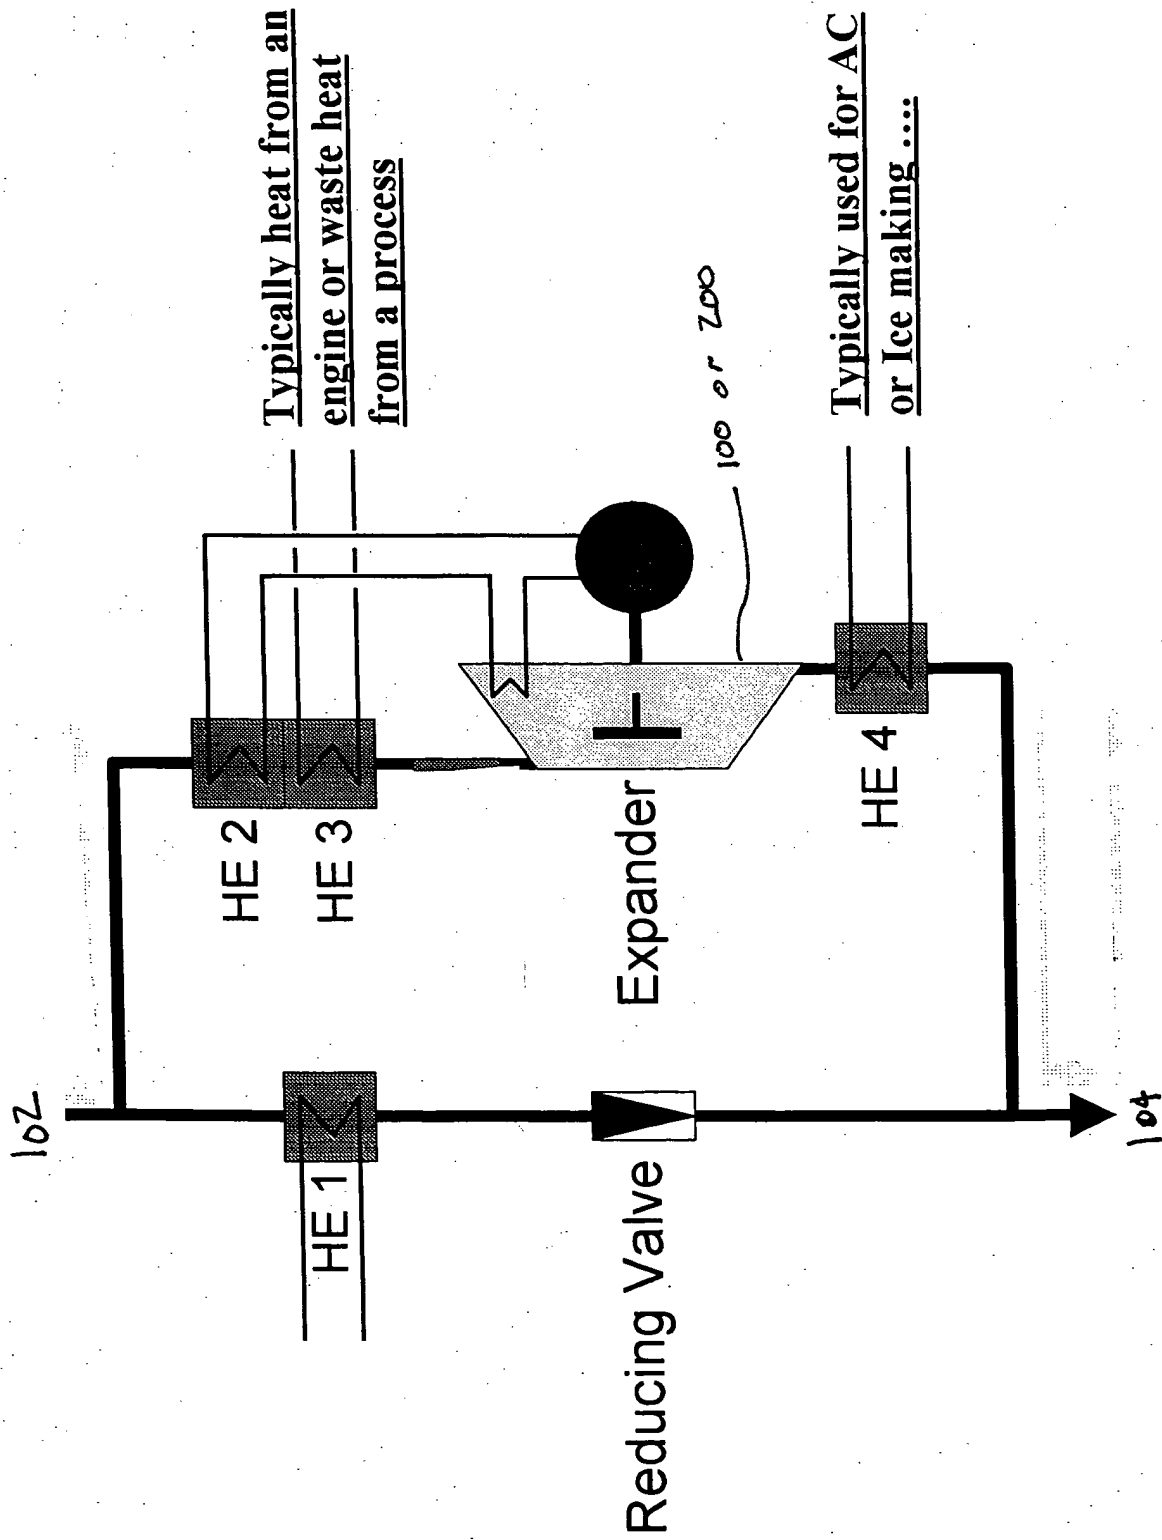 Typically heat from an
engine or waste heat
from a process
HE 2
HE 3
102
HE 1
100 or 200
Expander
Reducing Valve
Typically used for AC
or Ice making ....
HE 4
104